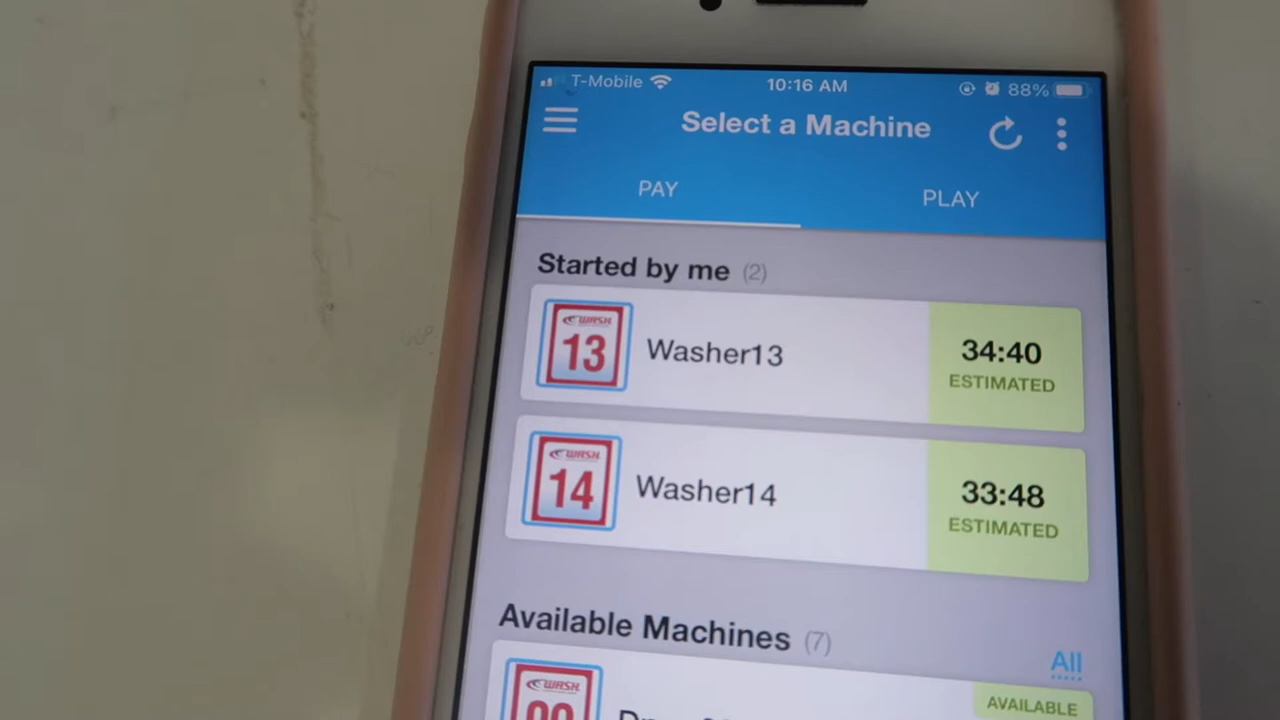 T-Mobile 10:16 AM 88%
Select a Machine
PAY PLAY
Started by me (2)
WASH
13
Washer13
34:40
ESTIMATED
WASH
14
Washer14
33:48
ESTIMATED
Available Machines (7)
All
WASH
AVAILABLE